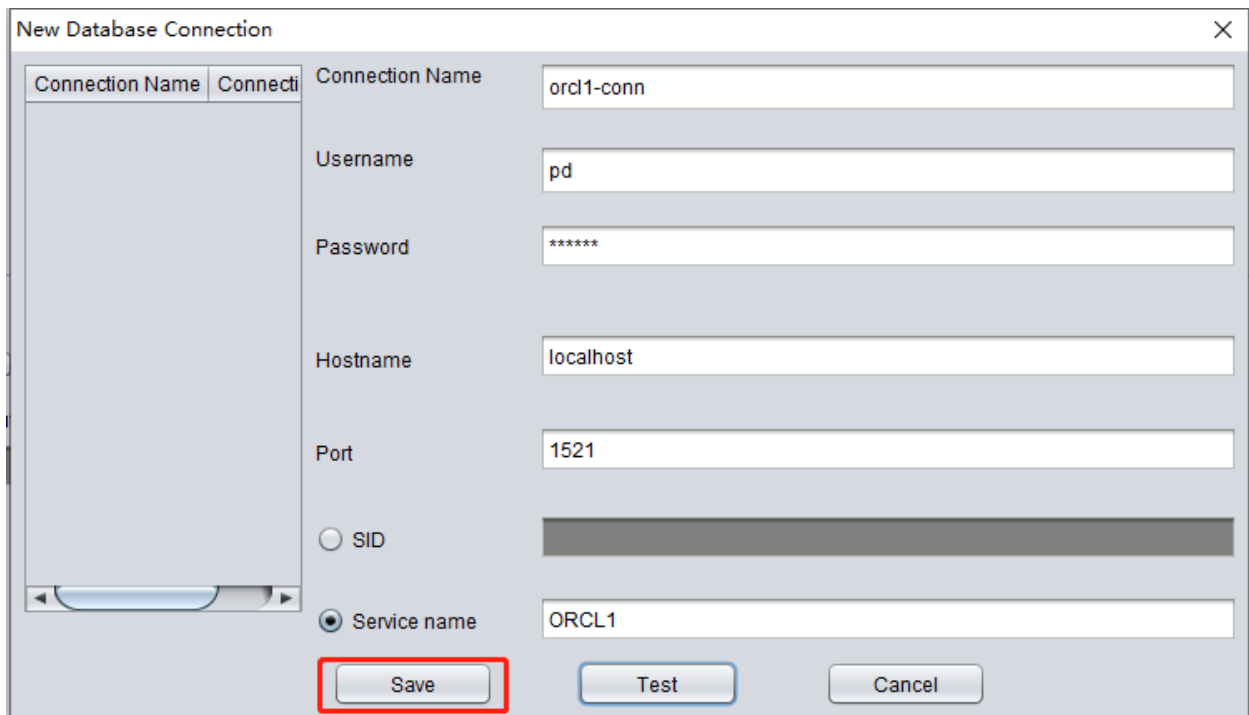 New Database Connection
Connection Name Connecti
Connection Name orcl1-conn
Username pd
Password ******
Hostname localhost
Port 1521
SID
Service name ORCL1
Save Test Cancel